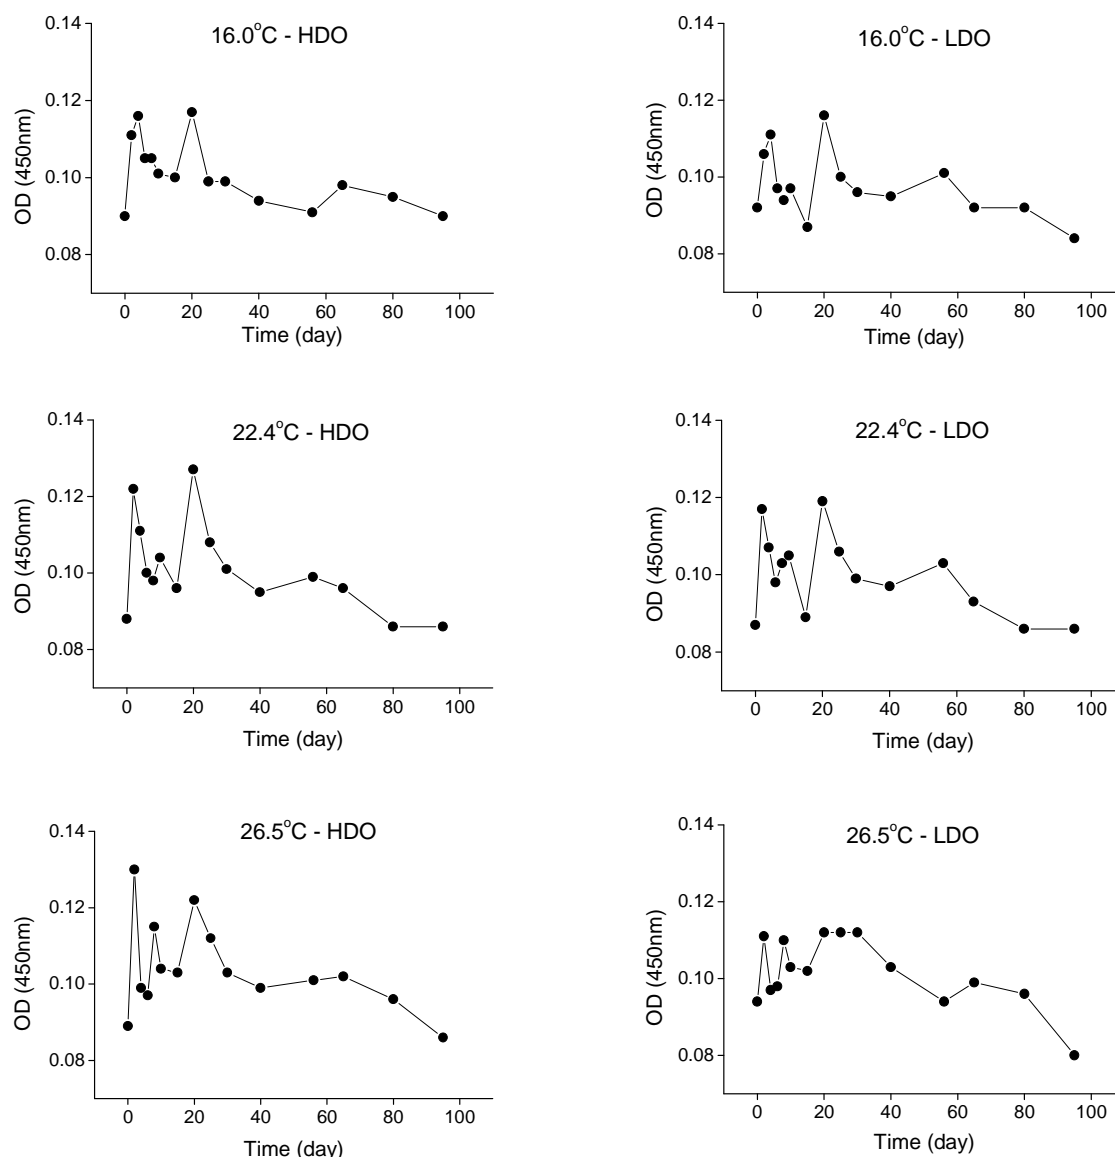 16.0°C - HDO
OD (450nm)
0.14
0.12
0.10
0.08
0 20 40 60 80 100
Time (day)
16.0°C - LDO
OD (450nm)
0.14
0.12
0.10
0.08
0 20 40 60 80 100
Time (day)
22.4°C - HDO
OD (450nm)
0.14
0.12
0.10
0.08
0 20 40 60 80 100
Time (day)
22.4°C - LDO
OD (450nm)
0.14
0.12
0.10
0.08
0 20 40 60 80 100
Time (day)
26.5°C - HDO
OD (450nm)
0.14
0.12
0.10
0.08
0 20 40 60 80 100
Time (day)
26.5°C - LDO
OD (450nm)
0.14
0.12
0.10
0.08
0 20 40 60 80 100
Time (day)